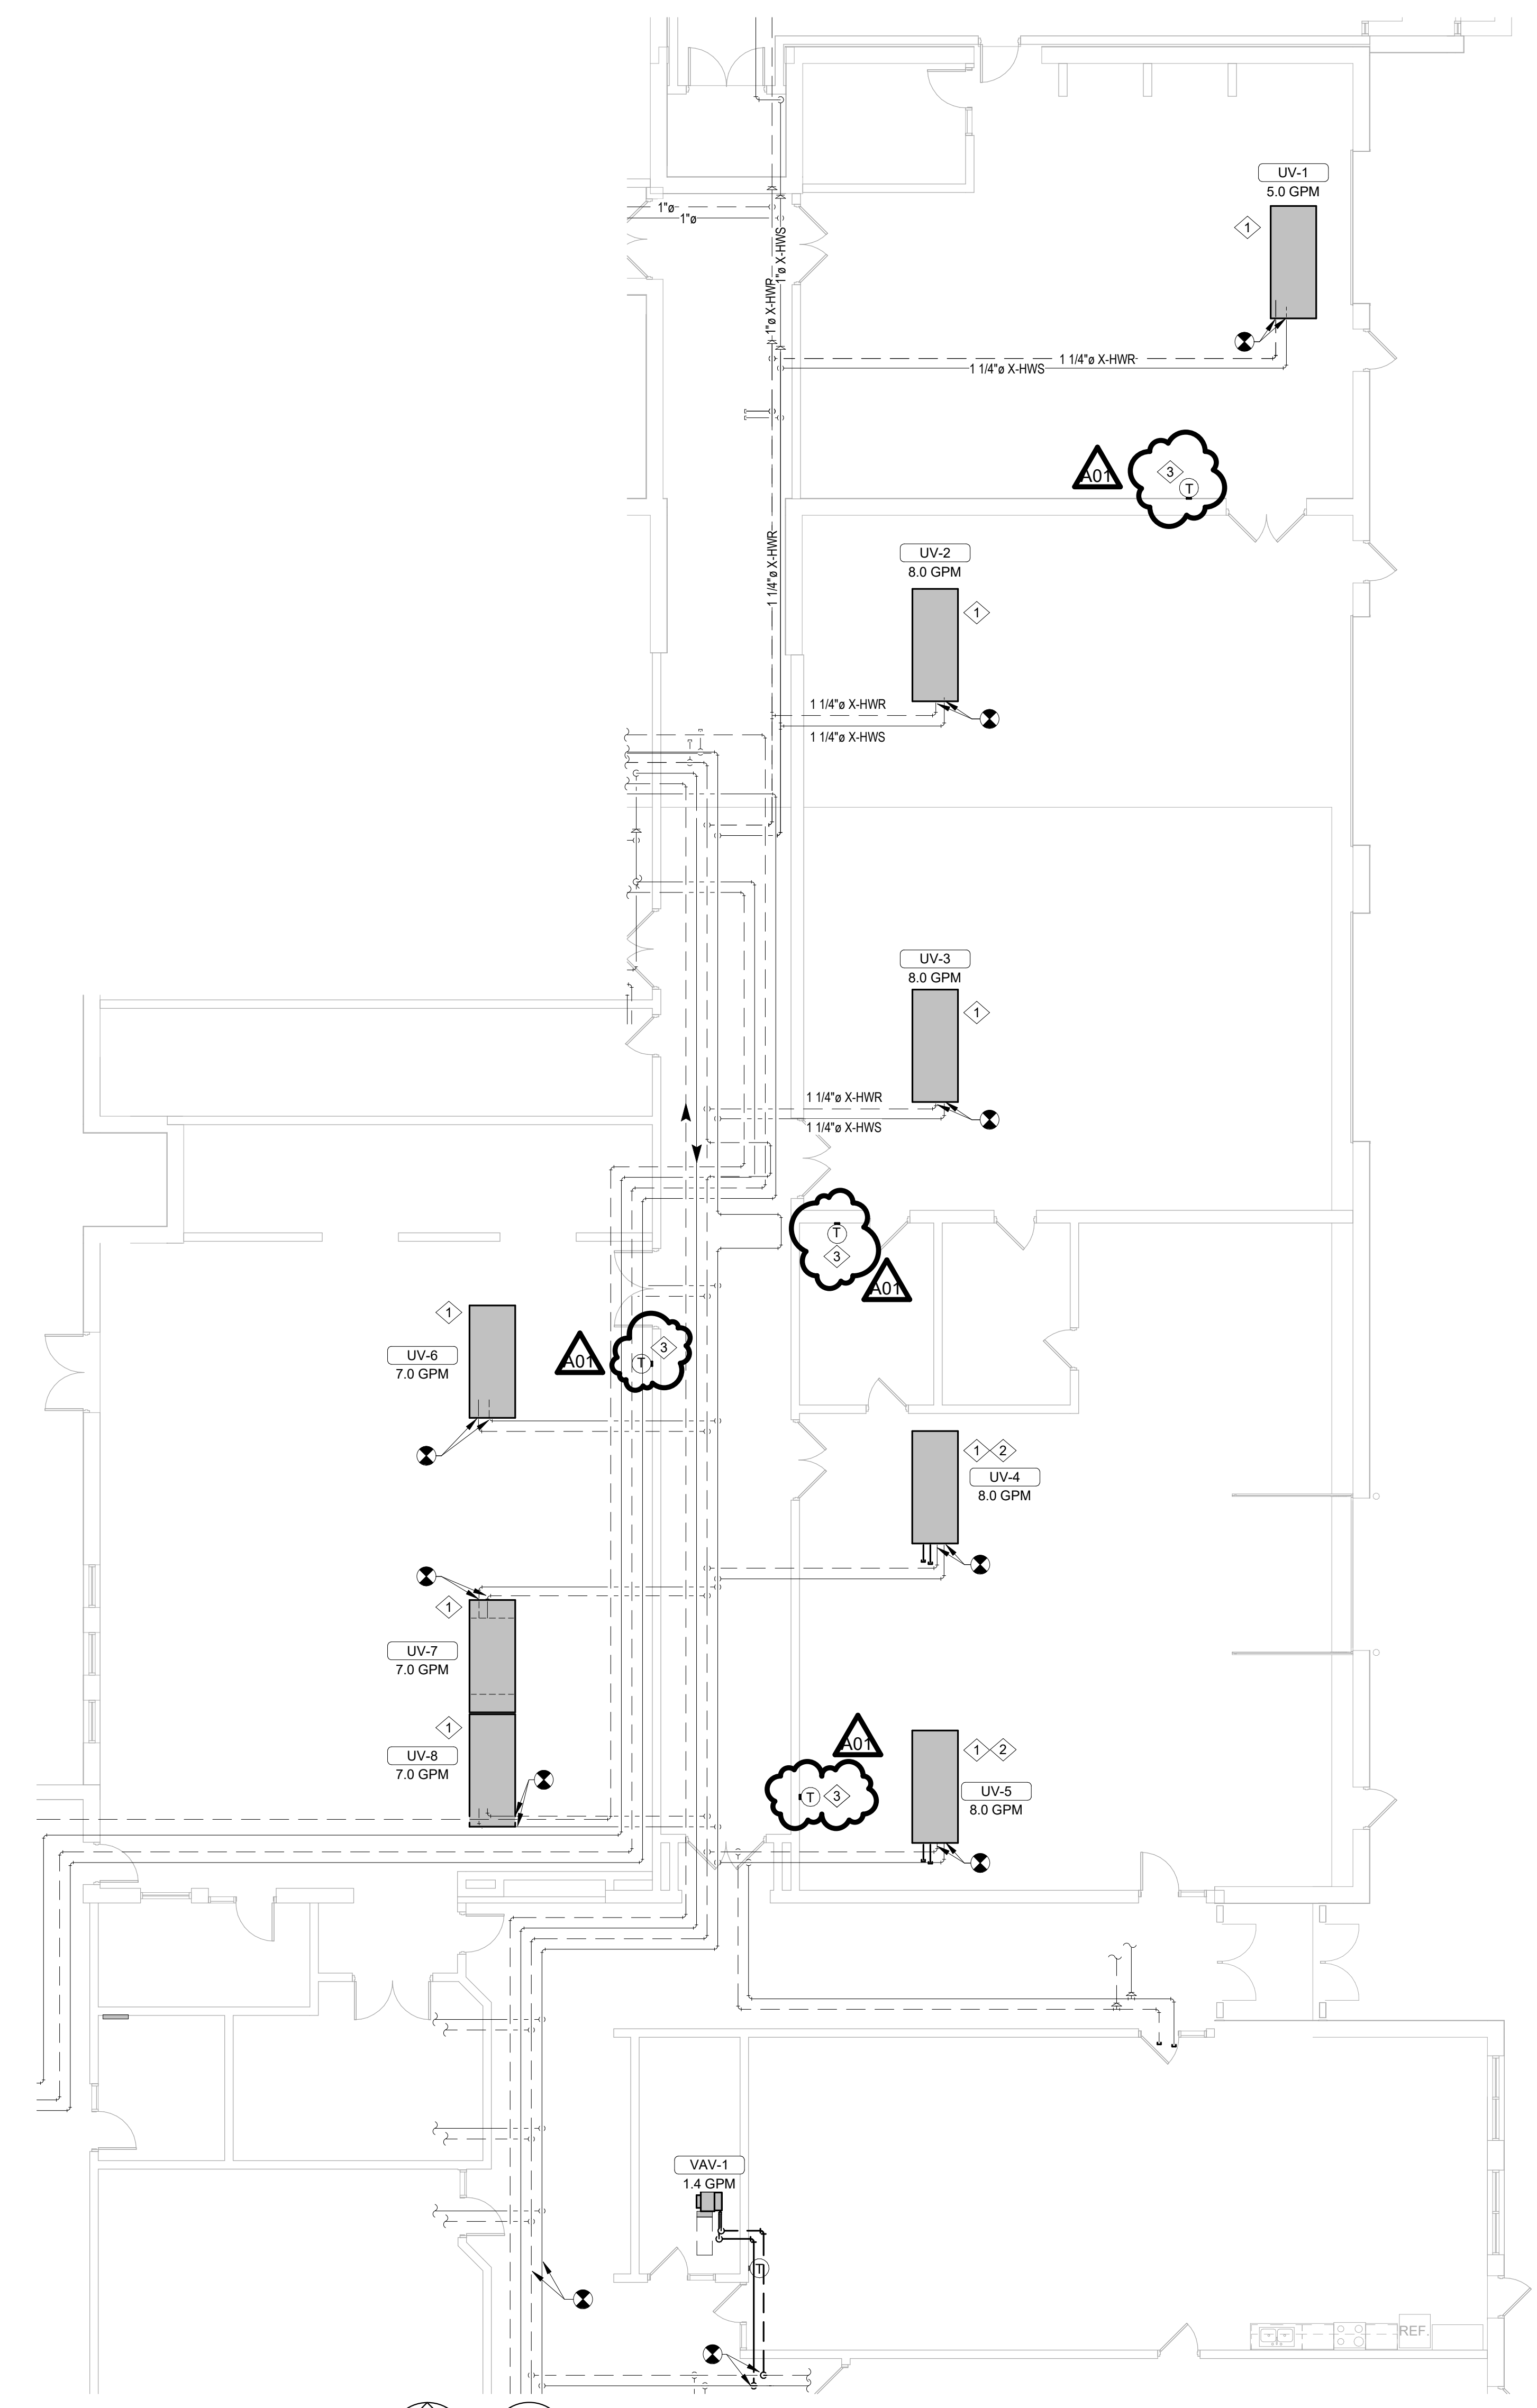 UV-1
5.0 GPM
1
1"ø
1"ø
1"ø X-HWS
1"ø X-HWR
1 1/4"ø X-HWR
1 1/4"ø X-HWS
A01
3
T
1 1/4"ø X-HWR
UV-2
8.0 GPM
1
1 1/4"ø X-HWR
1 1/4"ø X-HWS
UV-3
8.0 GPM
1
1 1/4"ø X-HWR
1 1/4"ø X-HWS
T
3
A01
1
UV-6
7.0 GPM
A01
3
T
1
2
UV-4
8.0 GPM
1
UV-7
7.0 GPM
1
UV-8
7.0 GPM
A01
T
3
1
2
UV-5
8.0 GPM
VAV-1
1.4 GPM
T
REF.